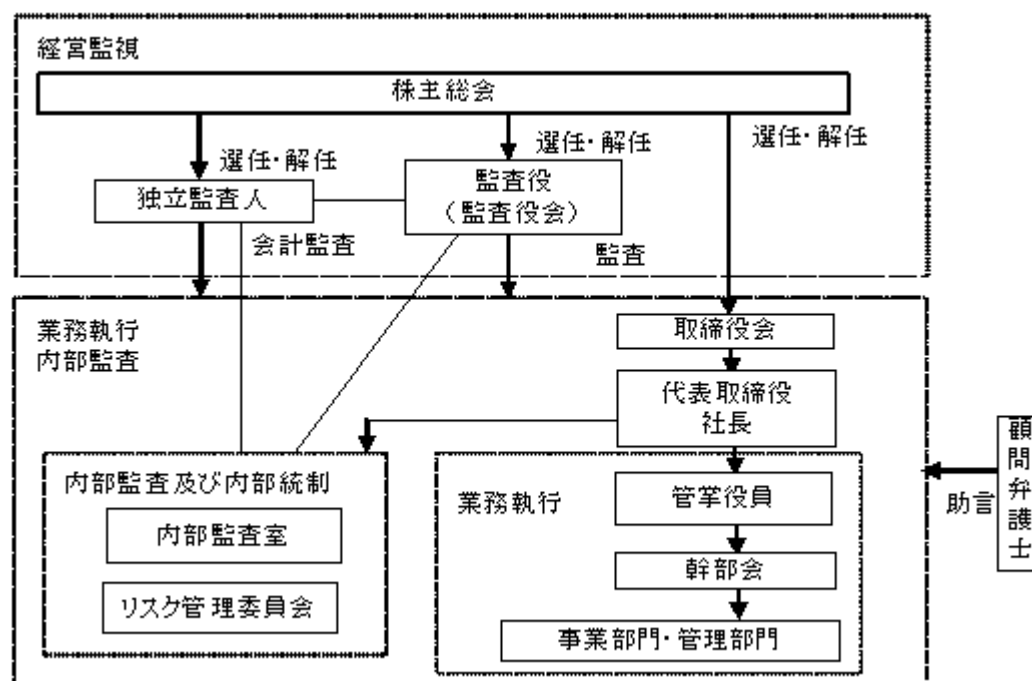 経営監視
株主総会
選任・解任
選任・解任
選任・解任
独立監査人
監査役
（監査役会）
会計監査
監査
業務執行
内部監査
取締役会
代表取締役
社長
内部監査及び内部統制
内部監査室
リスク管理委員会
業務執行
管掌役員
幹部会
事業部門・管理部門
助言
顧問弁護士